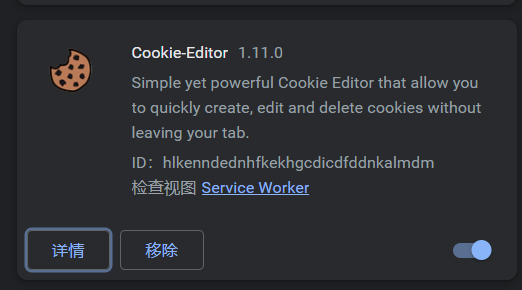 Cookie-Editor 1.11.0
Simple yet powerful Cookie Editor that allow you
to quickly create, edit and delete cookies without
leaving your tab.
ID：hlkenndednhfkekhgcdicdfddnkalmdm
检查视图 Service Worker
详情 移除